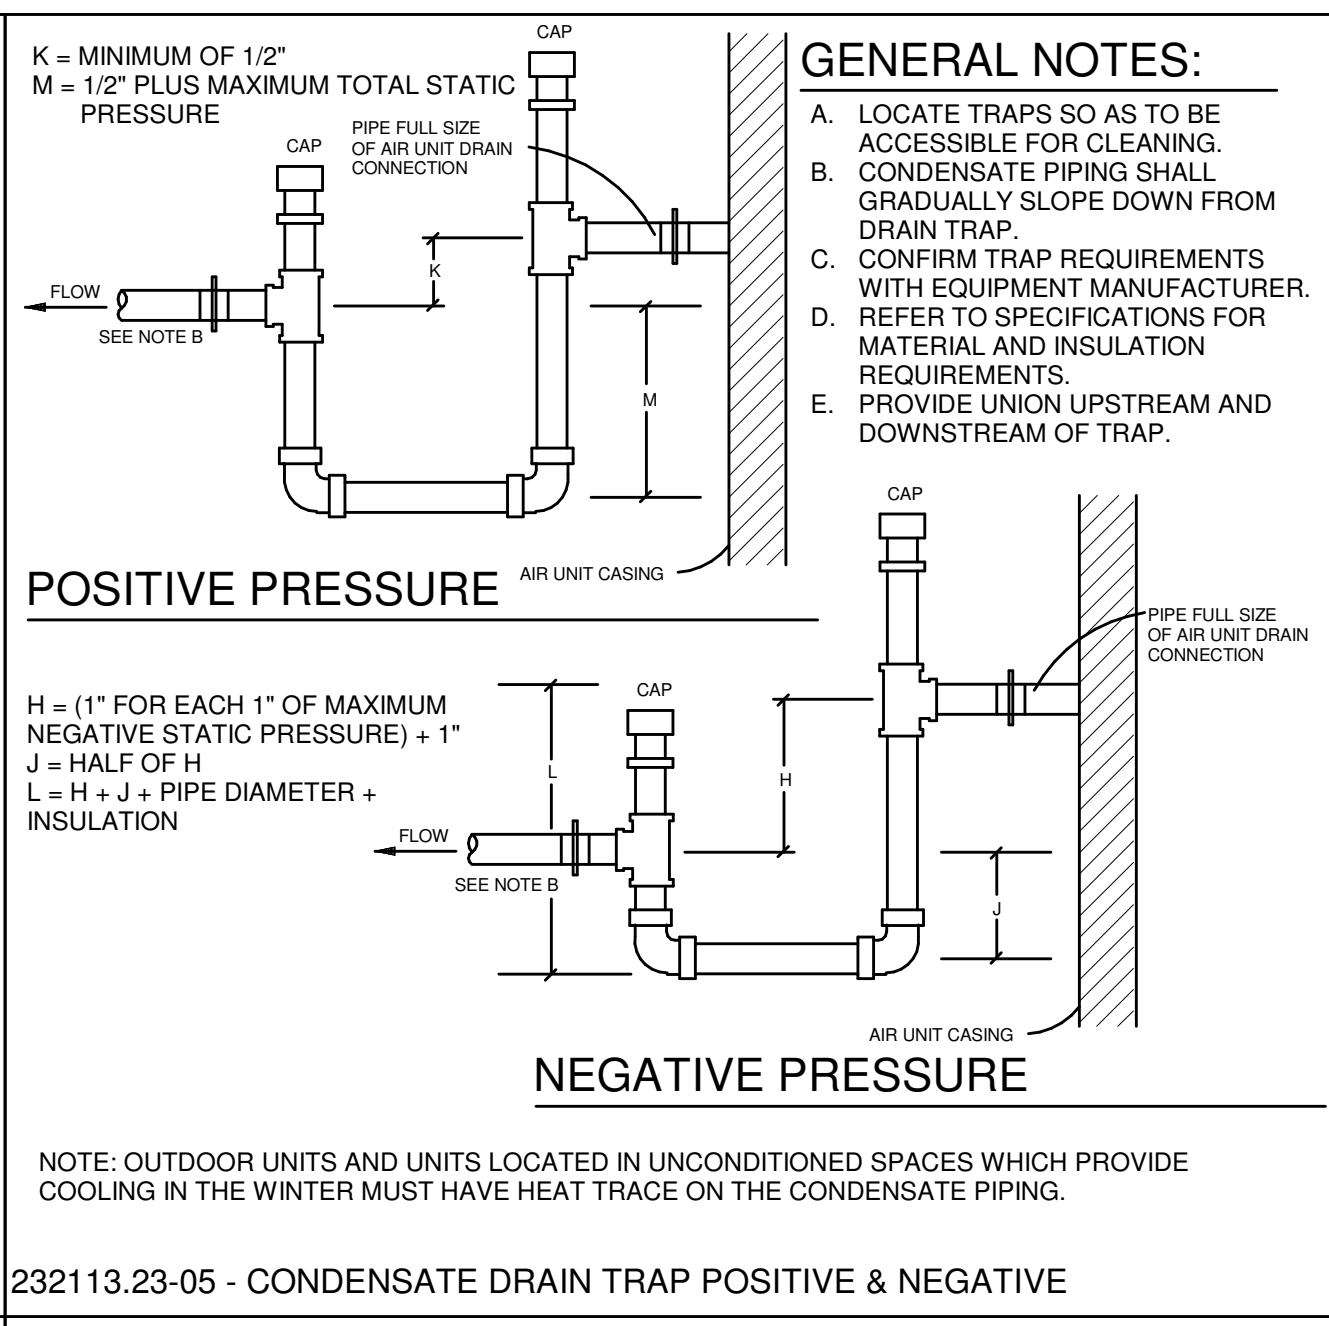 K = MINIMUM OF 1/2"
M = 1/2" PLUS MAXIMUM TOTAL STATIC
PRESSURE
CAP
CAP
PIPE FULL SIZE
OF AIR UNIT DRAIN
CONNECTION
K
FLOW
SEE NOTE B
M
AIR UNIT CASING
POSITIVE PRESSURE
GENERAL NOTES:
A. LOCATE TRAPS SO AS TO BE
ACCESSIBLE FOR CLEANING.
B. CONDENSATE PIPING SHALL
GRADUALLY SLOPE DOWN FROM
DRAIN TRAP.
C. CONFIRM TRAP REQUIREMENTS
WITH EQUIPMENT MANUFACTURER.
D. REFER TO SPECIFICATIONS FOR
MATERIAL AND INSULATION
REQUIREMENTS.
E. PROVIDE UNION UPSTREAM AND
DOWNSTREAM OF TRAP.
H = (1" FOR EACH 1" OF MAXIMUM
NEGATIVE STATIC PRESSURE) + 1"
J = HALF OF H
L = H + J + PIPE DIAMETER +
INSULATION
CAP
CAP
PIPE FULL SIZE
OF AIR UNIT DRAIN
CONNECTION
L
H
FLOW
SEE NOTE B
J
AIR UNIT CASING
NEGATIVE PRESSURE
NOTE: OUTDOOR UNITS AND UNITS LOCATED IN UNCONDITIONED SPACES WHICH PROVIDE
COOLING IN THE WINTER MUST HAVE HEAT TRACE ON THE CONDENSATE PIPING.
232113.23-05 - CONDENSATE DRAIN TRAP POSITIVE & NEGATIVE